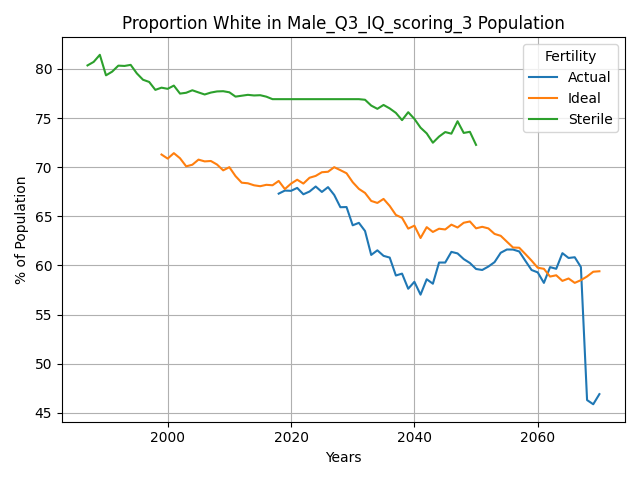 Proportion White in Male_Q3_IQ_scoring_3 Population
Fertility
Actual
Ideal
Sterile
% of Population
80
75
70
65
60
55
50
45
2000
2020
2040
2060
Years